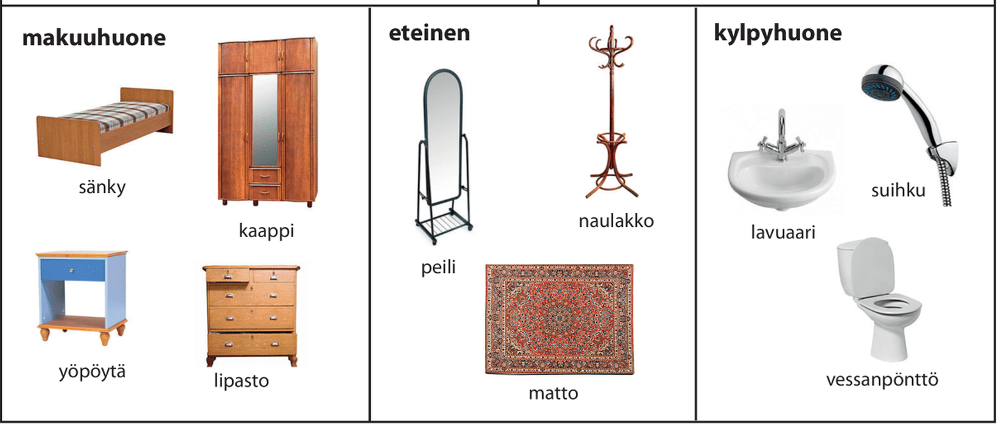 makuuhuone
sänky
kaappi
yöpöytä
lipasto
eteinen
peili
naulakko
matto
kylpyhuone
lavuaari
suihku
vessanpönttö